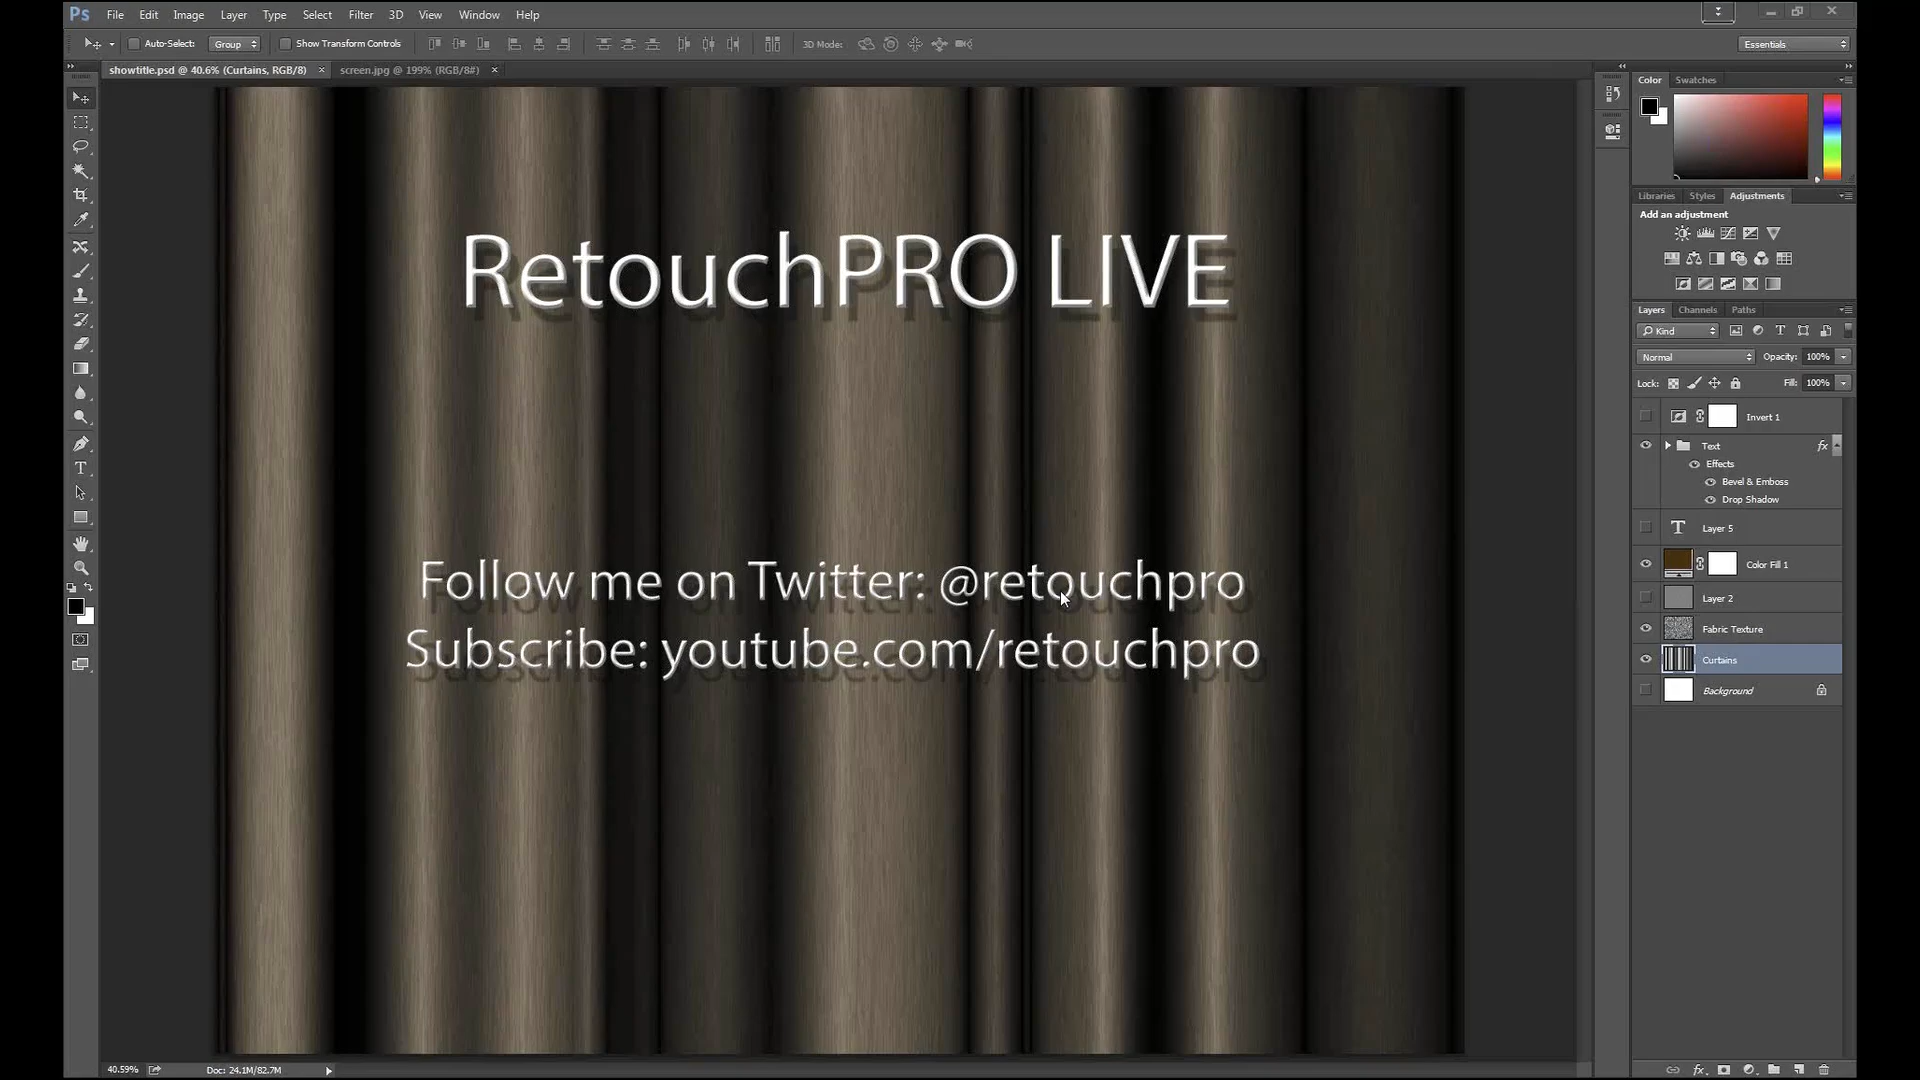 Ps File Edit Image Layer Type Select Filter 3D View Window Help
Auto-Select: Group Show Transform Controls 3D Mode: Essentials
showtitle.psd @ 40.6% (Curtains, RGB/8) × screen.jpg @ 199% (RGB/8#) ×
Color Swatches
Libraries Styles Adjustments
Add an adjustment
Layers Channels Paths
Kind
Normal Opacity: 100%
Lock: Fill: 100%
Invert 1
Text fx
Effects
Bevel & Emboss
Drop Shadow
T Layer 5
Color Fill 1
Layer 2
Fabric Texture
Curtains
Background
RetouchPRO LIVE
Follow me on Twitter: @retouchpro
Subscribe: youtube.com/retouchpro
40.59% Doc: 24.1M/82.7M fx